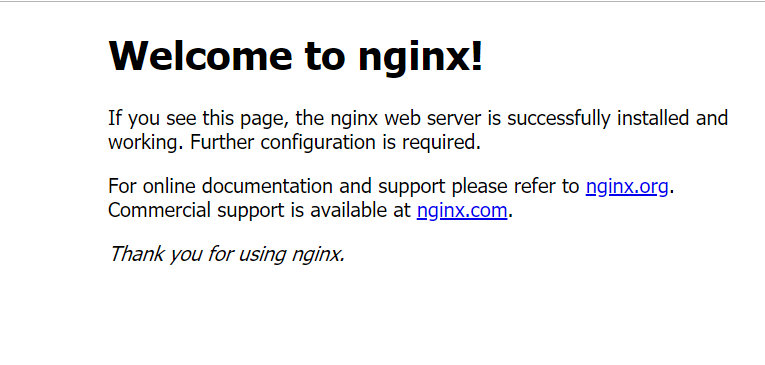 Welcome to nginx!
If you see this page, the nginx web server is successfully installed and
working. Further configuration is required.
For online documentation and support please refer to nginx.org.
Commercial support is available at nginx.com.
Thank you for using nginx.